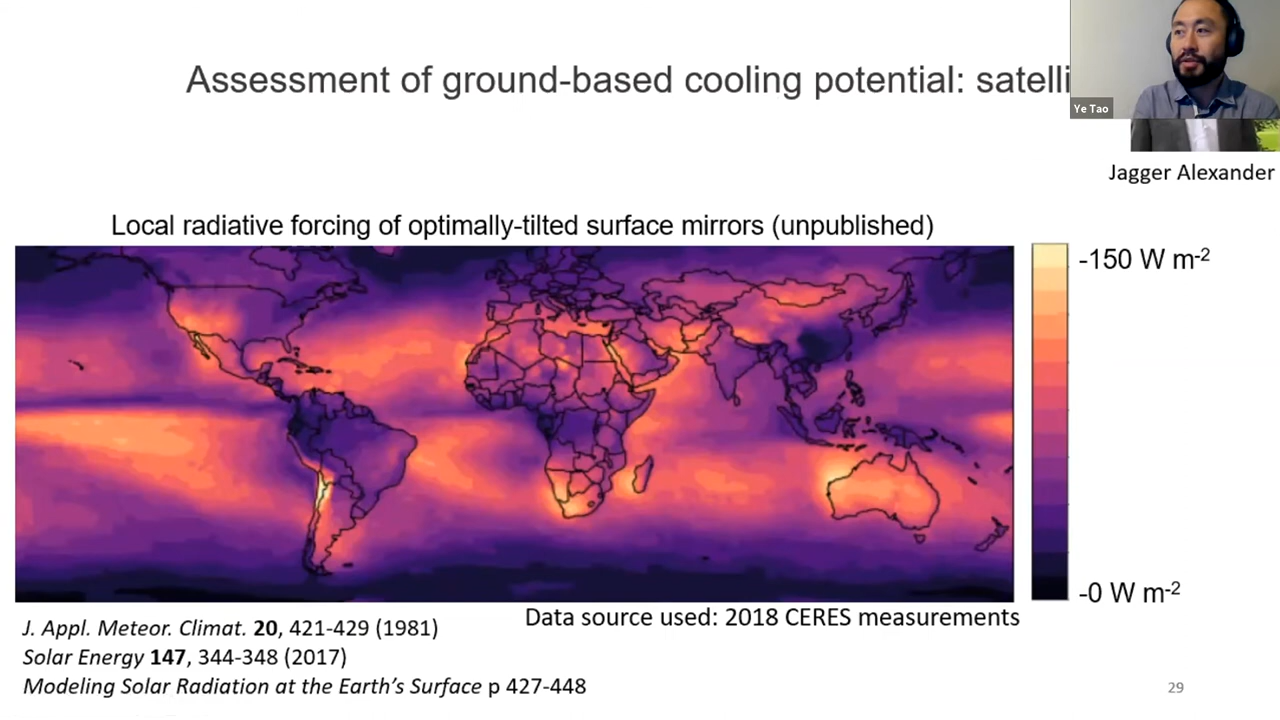 Assessment of ground-based cooling potential: satelli
Ye Tao
Jagger Alexander
Local radiative forcing of optimally-tilted surface mirrors (unpublished)
-150 W m-2
-0 W m-2
Data source used: 2018 CERES measurements
J. Appl. Meteor. Climat. 20, 421-429 (1981)
Solar Energy 147, 344-348 (2017)
Modeling Solar Radiation at the Earth’s Surface p 427-448
29